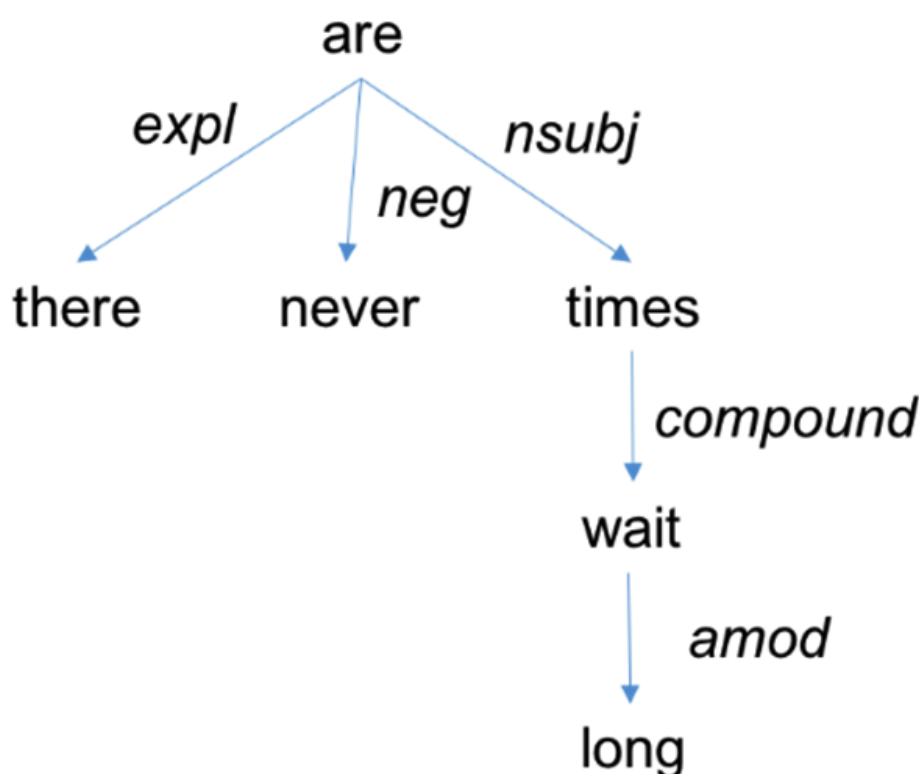 are
expl
nsubj
neg
there never times
compound
wait
amod
long